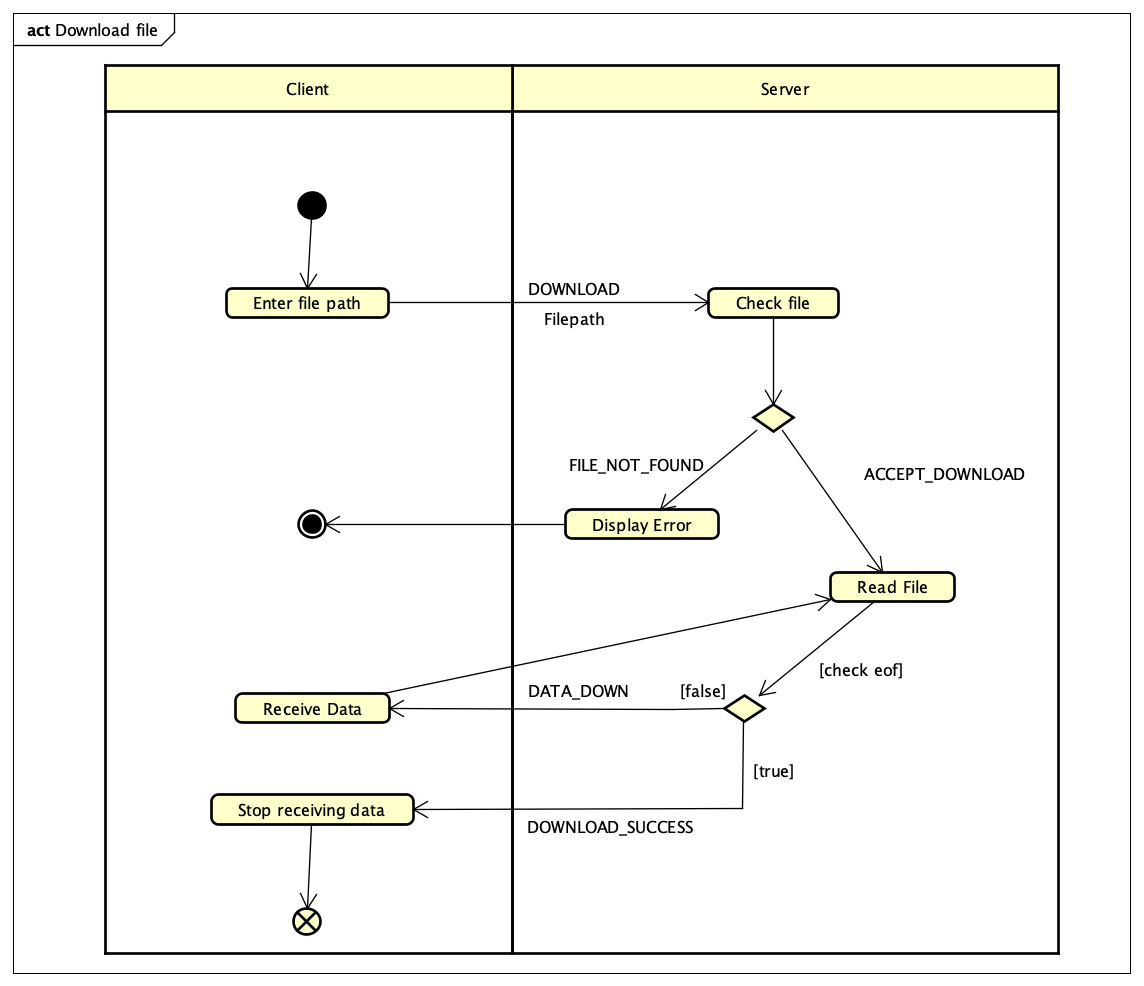 act Download file
Client
Server
Enter file path
DOWNLOAD
Filepath
Check file
FILE_NOT_FOUND
ACCEPT_DOWNLOAD
Display Error
Read File
[check eof]
Receive Data
DATA_DOWN
[false]
[true]
Stop receiving data
DOWNLOAD_SUCCESS